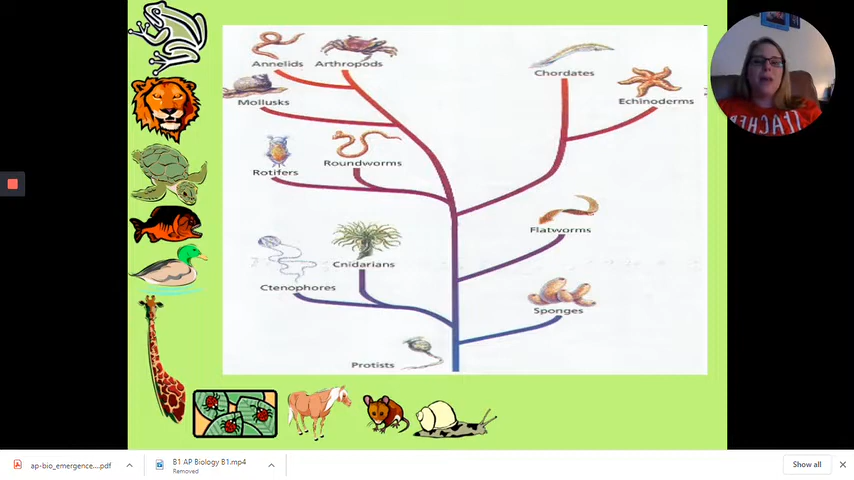 Annelids Arthropods
Chordates
Mollusks
Echinoderms
Rotifers
Roundworms
Flatworms
Cnidarians
Ctenophores
Sponges
Protists
TEACHER
ap-bio_emergence....pdf
B1 AP Biology B1.mp4
Removed
Show all